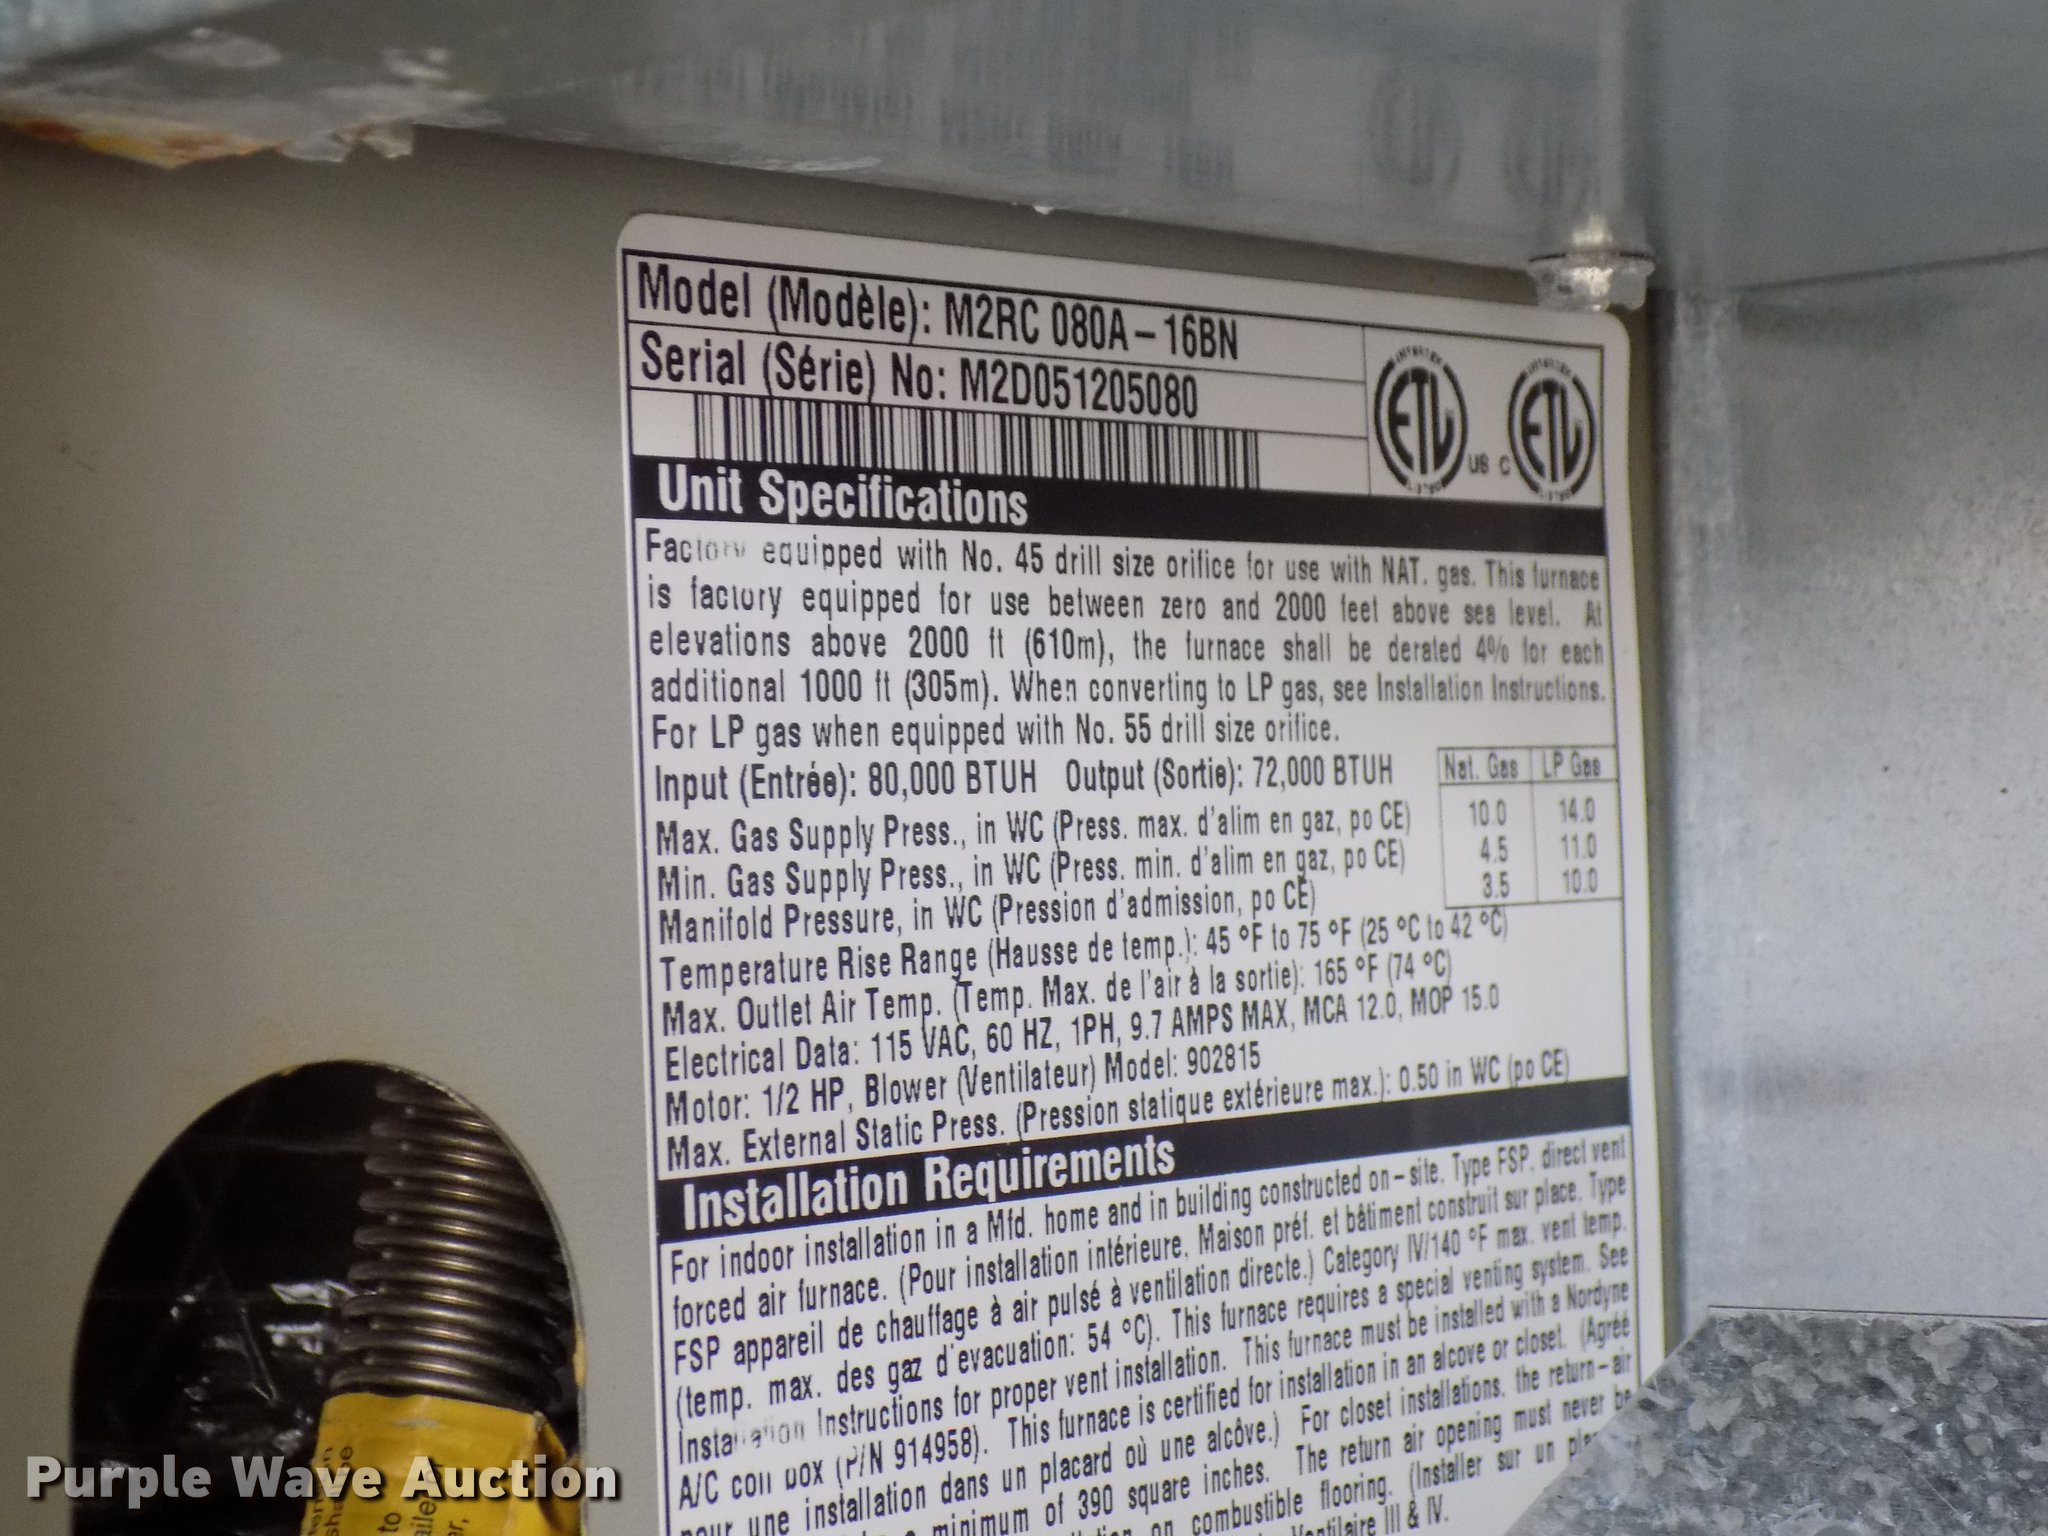 Model (Modèle): M2RC 080A-16BN
Serial (Série) No: M2D051205080
ETL US C ETL
Unit Specifications
Factory equipped with No. 45 drill size orifice for use with NAT. gas. This furnace
is factory equipped for use between zero and 2000 feet above sea level. At
elevations above 2000 ft (610m), the furnace shall be derated 4% for each
additional 1000 ft (305m). When converting to LP gas, see Installation Instructions.
For LP gas when equipped with No. 55 drill size orifice.
Input (Entrée): 80,000 BTUH Output (Sortie): 72,000 BTUH
Nat. Gas LP Gas
Max. Gas Supply Press., in WC (Press. max. d'alim en gaz, po CE) 10.0 14.0
Min. Gas Supply Press., in WC (Press. min. d'alim en gaz, po CE) 4.5 11.0
Manifold Pressure, in WC (Pression d'admission, po CE) 3.5 10.0
Temperature Rise Range (Hausse de temp.): 45 °F to 75 °F (25 °C to 42 °C)
Max. Outlet Air Temp. (Temp. Max. de l'air à la sortie): 165 °F (74 °C)
Electrical Data: 115 VAC, 60 HZ, 1PH, 9.7 AMPS MAX, MCA 12.0, MOP 15.0
Motor: 1/2 HP, Blower (Ventilateur) Model: 902815
Max. External Static Press. (Pression statique extérieure max.): 0.50 in WC (po CE)
Installation Requirements
For indoor installation in a Mfd. home and in building constructed on-site. Type FSP. direct vent
forced air furnace. (Pour installation intérieure. Maison préf. et bâtiment construit sur place. Type
FSP appareil de chauffage à air pulsé à ventilation directe.) Category IV/140 °F max. vent temp.
(temp. max. des gaz d'evacuation: 54 °C). This furnace requires a special venting system. See
Installation Instructions for proper vent installation. This furnace must be installed with a Nordyne
A/C coil box (P/N 914958). This furnace is certified for installation in an alcove or closet. (Agréé
pour une installation dans un placard où une alcôve.) For closet installations, the return-air
minimum of 390 square inches. The return air opening must never be
on combustible flooring. (Installer sur un
Ventilaire III & IV.
Purple Wave Auction